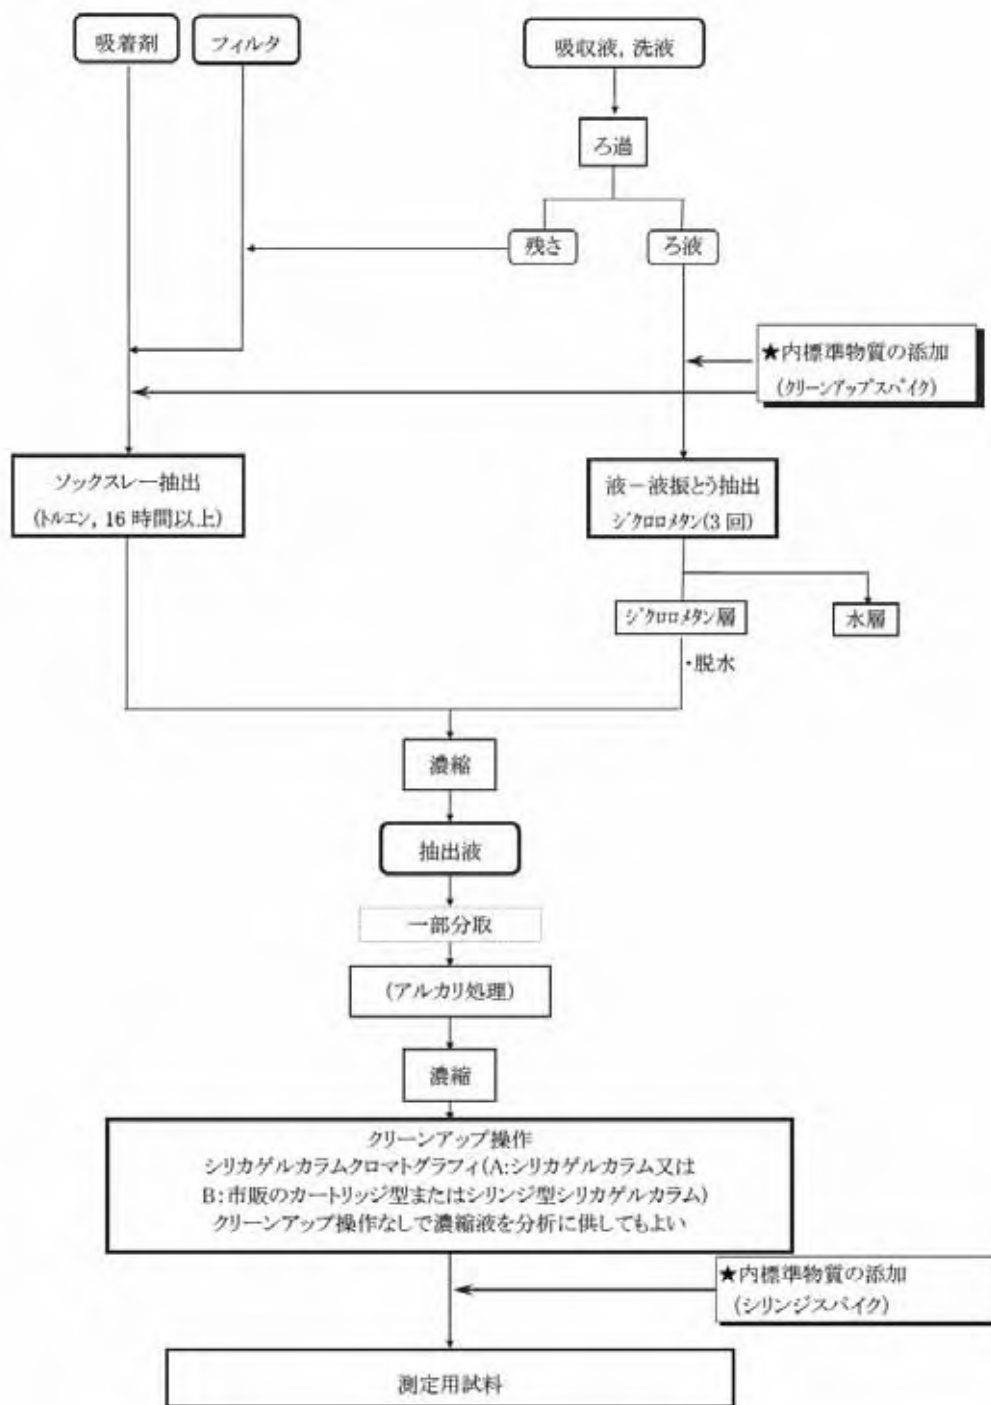 吸着剤
フィルタ
吸収液, 洗液
ろ過
残さ
ろ液
★内標準物質の添加
(クリーンアップスパイク)
ソックスレー抽出
(トルエン, 16 時間以上)
液－液振とう抽出
ジクロロメタン(3 回)
ジクロロメタン層
水層
・脱水
濃縮
抽出液
一部分取
(アルカリ処理)
濃縮
クリーンアップ操作
シリカゲルカラムクロマトグラフィ(A:シリカゲルカラム又は
B:市販のカートリッジ型またはシリンジ型シリカゲルカラム)
クリーンアップ操作なしで濃縮液を分析に供してもよい
★内標準物質の添加
(シリンジスパイク)
測定用試料